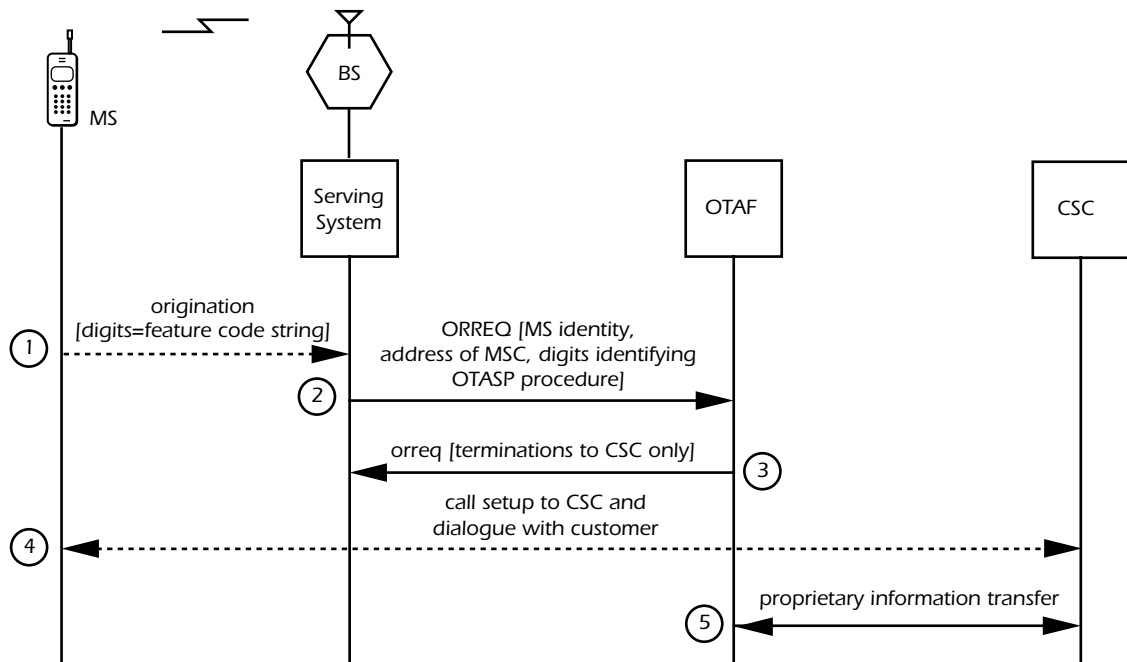 BS
MS
Serving
System
OTAF
CSC
origination
[digits=feature code string]
1
ORREQ [MS identity,
address of MSC, digits identifying
OTASP procedure]
2
orreq [terminations to CSC only]
3
call setup to CSC and
dialogue with customer
4
proprietary information transfer
5